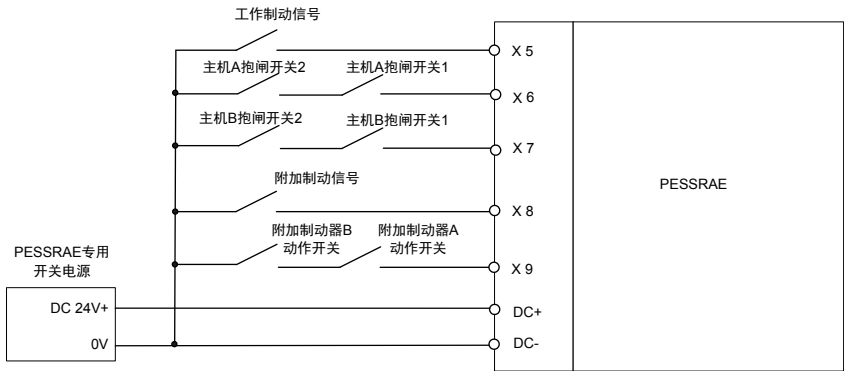 工作制动信号
X 5
主机A抱闸开关2 主机A抱闸开关1
X 6
主机B抱闸开关2 主机B抱闸开关1
X 7
附加制动信号
PESSRAE
X 8
附加制动器B
动作开关
附加制动器A
动作开关
X 9
PESSRAE专用
开关电源
DC 24V+
DC+
0V
DC-